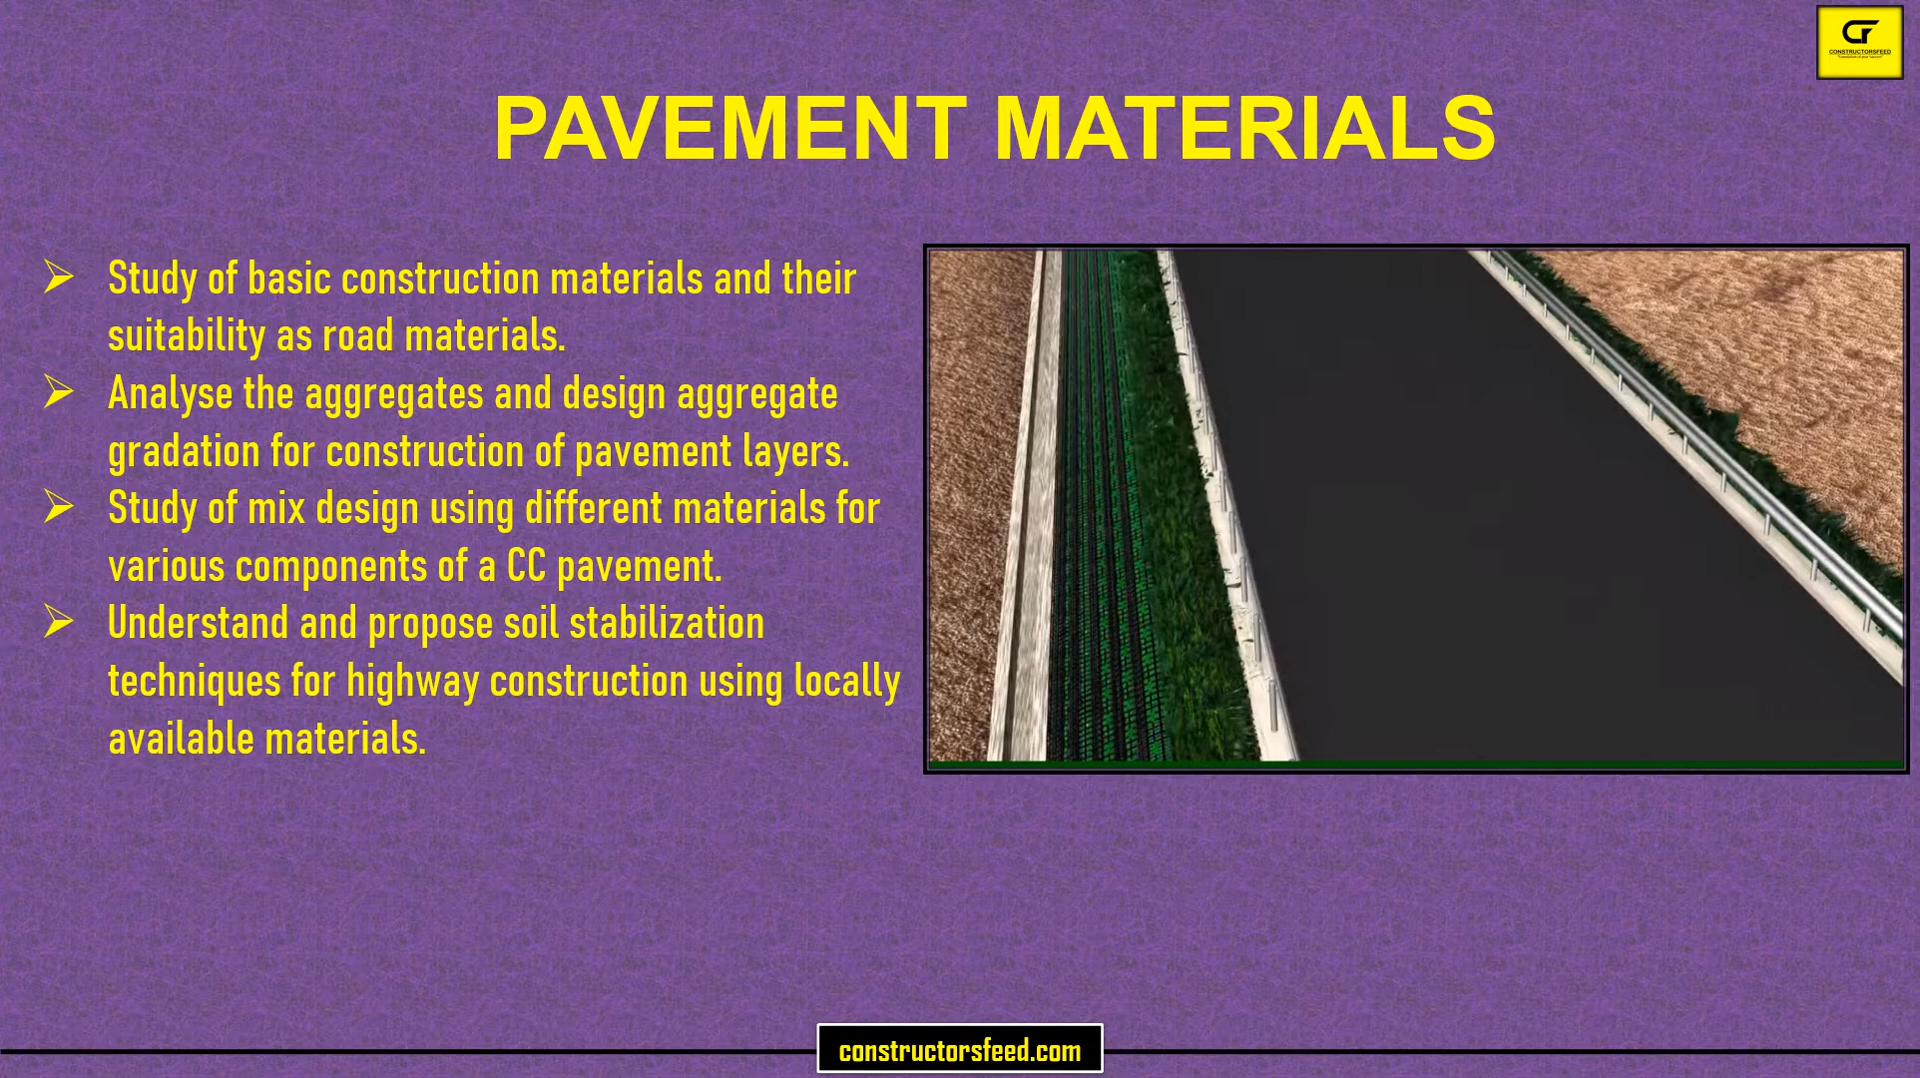 CONSTRUCTORSFEED
PAVEMENT MATERIALS
Study of basic construction materials and their
suitability as road materials.
Analyse the aggregates and design aggregate
gradation for construction of pavement layers.
Study of mix design using different materials for
various components of a CC pavement.
Understand and propose soil stabilization
techniques for highway construction using locally
available materials.
constructorsfeed.com